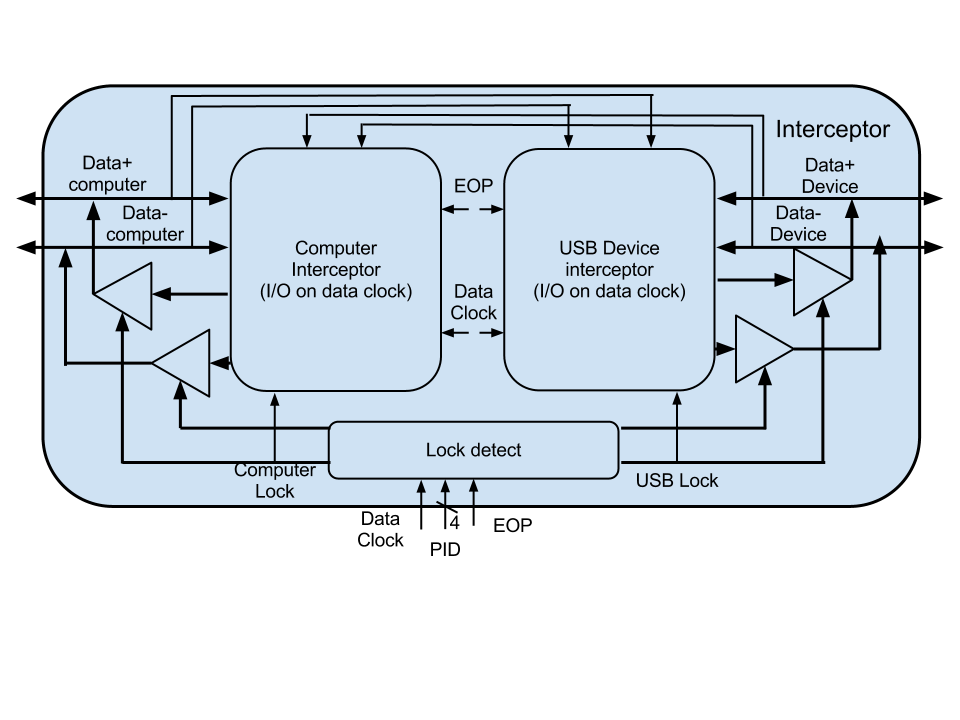 Interceptor
Data+
computer
Data-
computer
EOP
Data+
Device
Data-
Device
Computer
Interceptor
(I/O on data clock)
Data
Clock
USB Device
interceptor
(I/O on data clock)
Lock detect
Computer
Lock
USB Lock
Data
Clock
4
PID
EOP